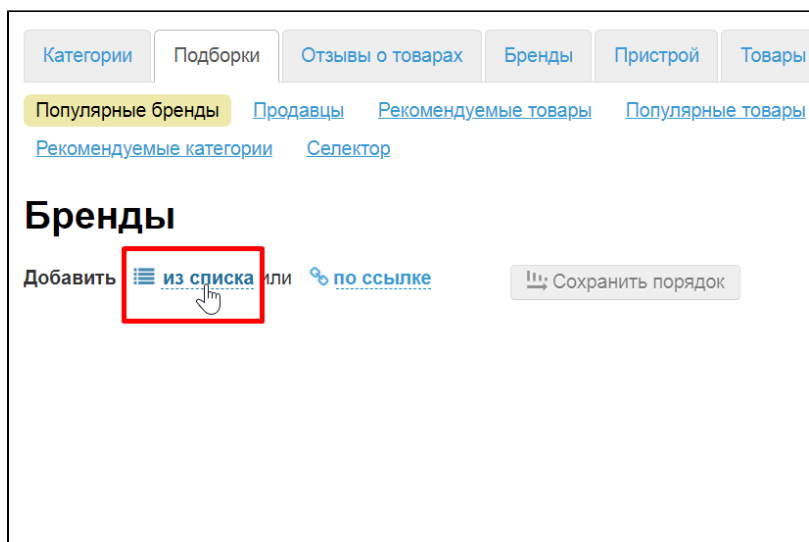 Категории Подборки Отзывы о товарах Бренды Пристрой Товары
Популярные бренды Продавцы Рекомендуемые товары Популярные товары
Рекомендуемые категории Селектор
Бренды
Добавить из списка или по ссылке Сохранить порядок